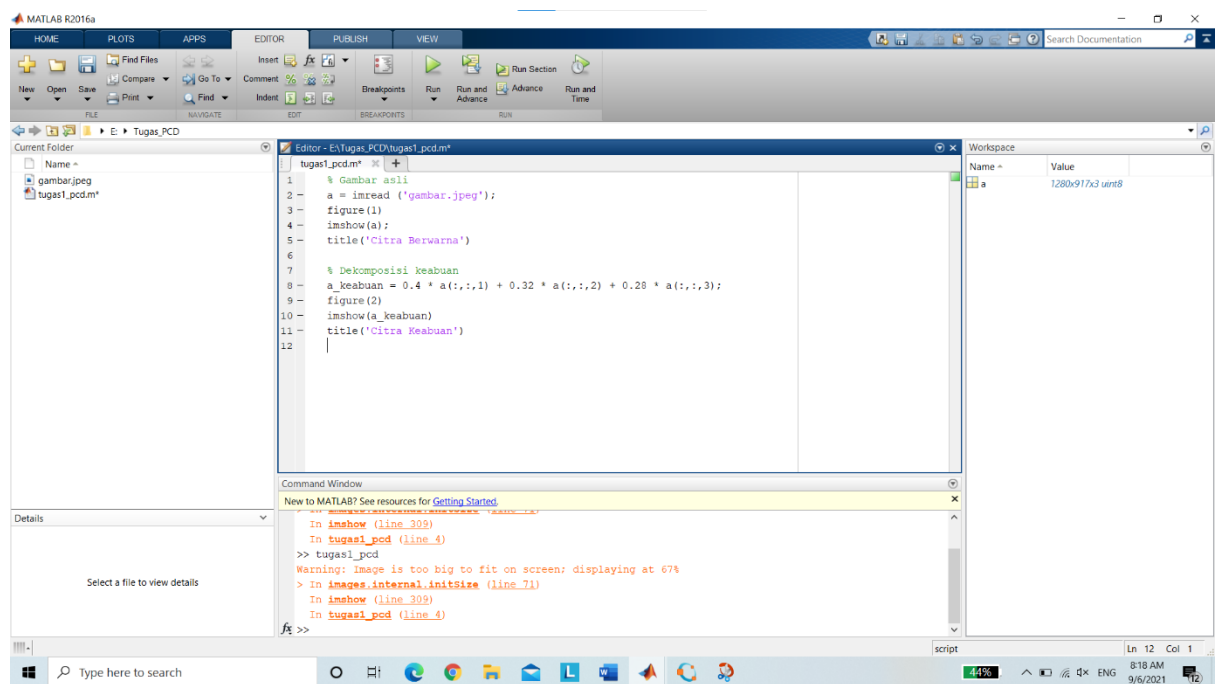 MATLAB R2016a
HOME PLOTS APPS EDITOR PUBLISH VIEW
Search Documentation
New Open Save
Find Files
Compare
Print
Go To
Find
Insert
Comment
Indent
Breakpoints
Run
Run and Advance
Run Section
Advance
Run and Time
FILE NAVIGATE EDIT BREAKPOINTS RUN
E: Tugas_PCD
Current Folder
Name
gambar.jpeg
tugas1_pcd.m*
Details
Select a file to view details
Editor - E:\Tugas_PCD\tugas1_pcd.m*
tugas1_pcd.m*
1 % Gambar asli
2 - a = imread ('gambar.jpeg');
3 - figure(1)
4 - imshow(a);
5 - title('Citra Berwarna')
6
7 % Dekomposisi keabuan
8 - a_keabuan = 0.4 * a(:,:,1) + 0.32 * a(:,:,2) + 0.28 * a(:,:,3);
9 - figure(2)
10 - imshow(a_keabuan)
11 - title('Citra Keabuan')
12
Command Window
New to MATLAB? See resources for Getting Started.
In imshow (line 309)
In tugas1_pcd (line 4)
>> tugas1_pcd
Warning: Image is too big to fit on screen; displaying at 67%
> In images.internal.initSize (line 71)
In imshow (line 309)
In tugas1_pcd (line 4)
fx >>
Workspace
Name Value
a 1280x917x3 uint8
script Ln 12 Col 1
Type here to search
44%
ENG
8:18 AM
9/6/2021
12